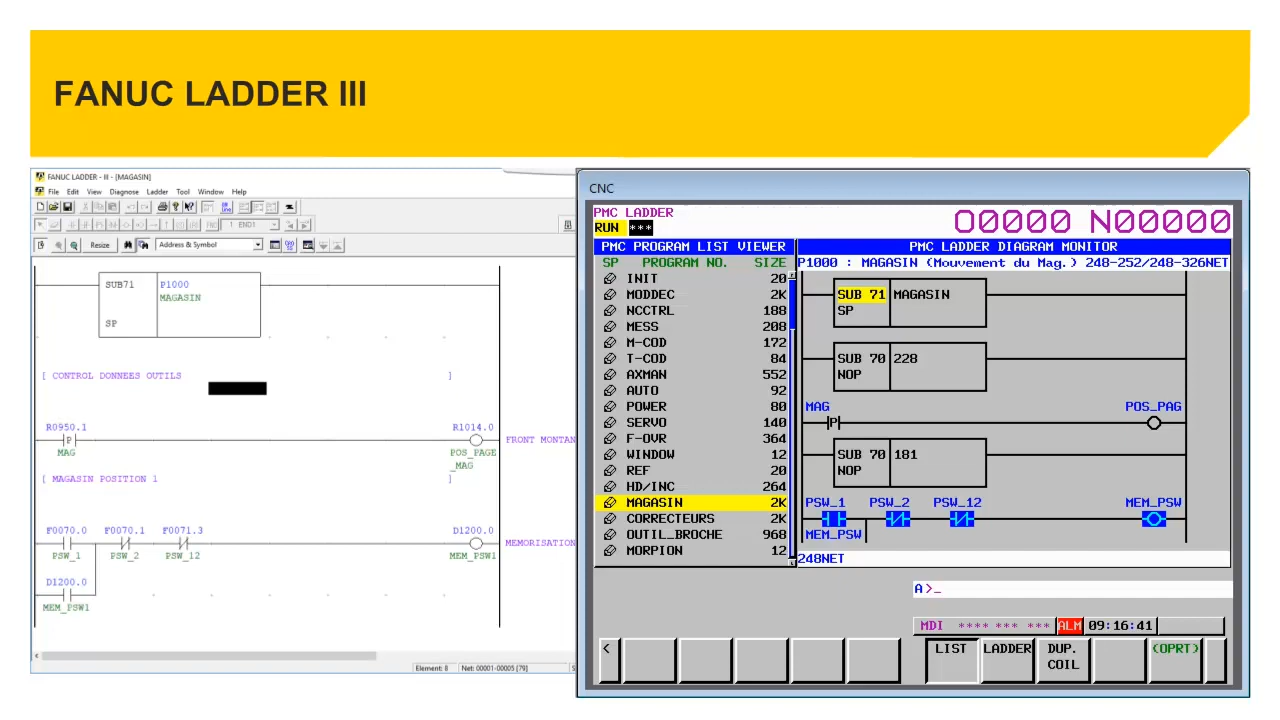 FANUC LADDER III
FANUC LADDER - III - [MAGASIN]
File Edit View Diagnose Ladder Tool Window Help
1 END1
Resize Address & Symbol
SUB71 P1000
MAGASIN
SP
[ CONTROL DONNEES OUTILS ]
R0950.1 R1014.0
P FRONT MONTAN
MAG POS_PAGE
_MAG
[ MAGASIN POSITION 1 ]
F0070.0 F0070.1 F0071.3 D1200.0
MEMORISATION
PSW_1 PSW_2 PSW_12 MEM_PSW1
D1200.0
MEM_PSW1
Element: 8 Net: 00001-00005 [79] S
CNC
PMC LADDER
RUN *** O0000 N00000
PMC PROGRAM LIST VIEWER
SP PROGRAM NO. SIZE
INIT 20
MODDEC 2K
NCCTRL 188
MESS 208
M-COD 172
T-COD 84
AXMAN 552
AUTO 92
POWER 80
SERVO 140
F-OVR 364
WINDOW 12
REF 20
HD/INC 264
MAGASIN 2K
CORRECTEURS 2K
OUTIL_BROCHE 968
MORPION 12
PMC LADDER DIAGRAM MONITOR
P1000 : MAGASIN (Mouvement du Mag.) 248-252/248-326NET
SUB 71 MAGASIN
SP
SUB 70 228
NOP
MAG POS_PAG
P
SUB 70 181
NOP
PSW_1 PSW_2 PSW_12 MEM_PSW
MEM_PSW
248NET
A>_
MDI **** *** *** ALM 09:16:41
< LIST LADDER DUP. (OPRT)
COIL